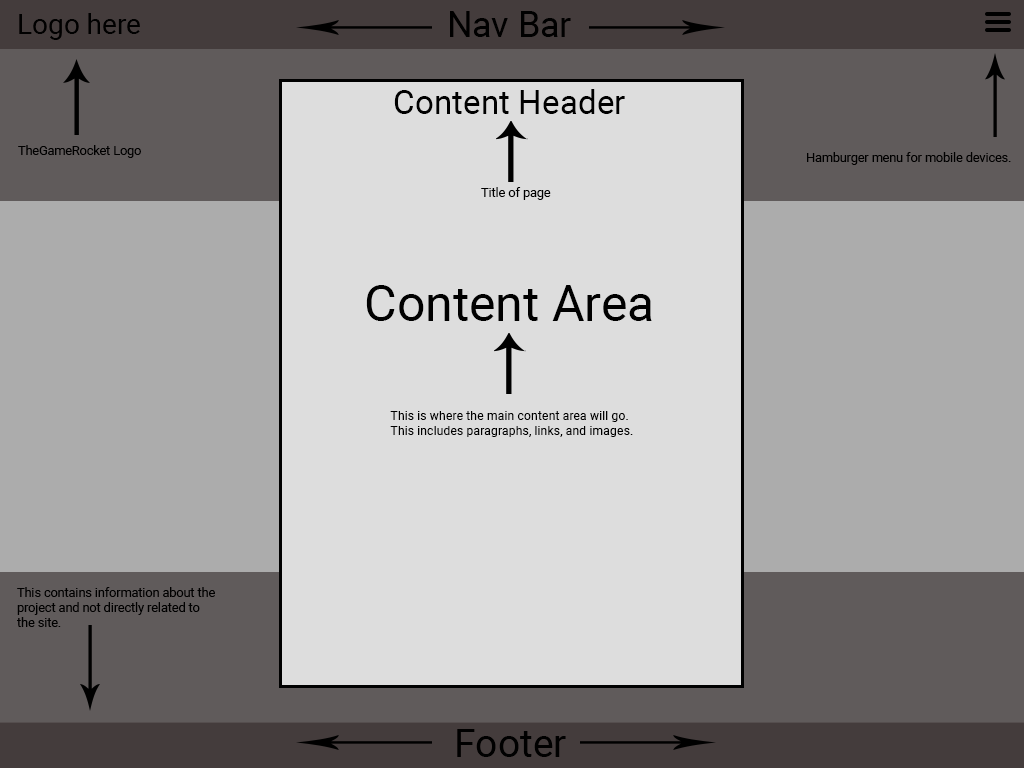 Logo here
Nav Bar
Content Header
TheGameRocket Logo
Hamburger menu for mobile devices.
Title of page
Content Area
This is where the main content area will go.
This includes paragraphs, links, and images.
This contains information about the
project and not directly related to
the site.
Footer